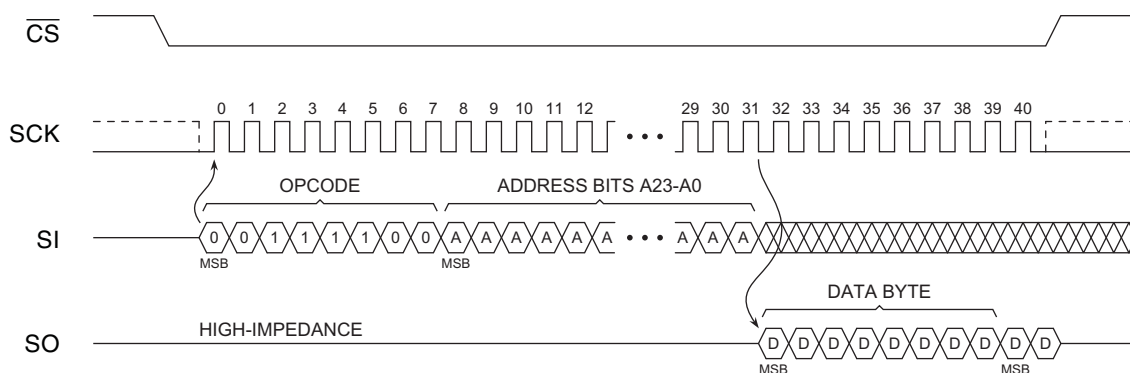 CS
0 1 2 3 4 5 6 7 8 9 10 11 12 29 30 31 32 33 34 35 36 37 38 39 40
SCK
OPCODE ADDRESS BITS A23-A0
SI 0 0 1 1 1 1 0 0 A A A A A A A A A
MSB MSB
DATA BYTE
HIGH-IMPEDANCE
SO D D D D D D D D D D
MSB MSB